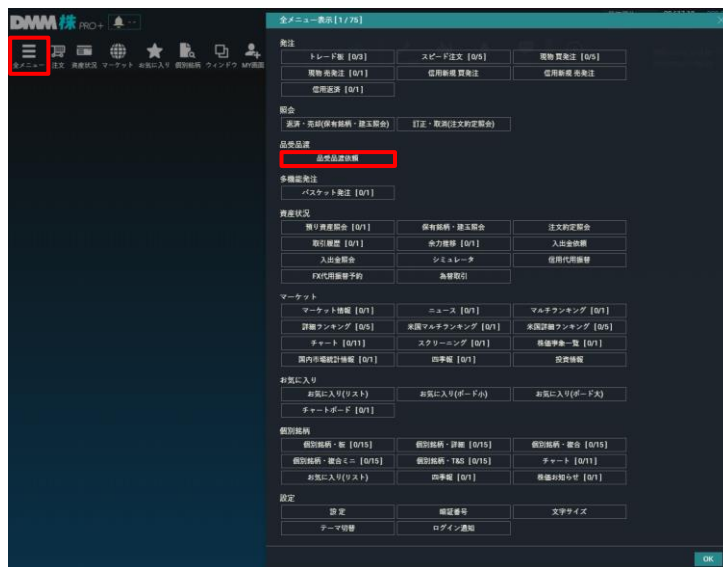 DMM 株 PRO+
全メニュー 注文 資産状況 マーケット お気に入り 個別銘柄 ウィンドウ MY画面
全メニュー表示 [1/75]
発注
トレード板 [0/3] スピード注文 [0/5] 現物 買発注 [0/5]
現物 売発注 [0/1] 信用新規 買発注 信用新規 売発注
信用返済 [0/1]
照会
返済・売却(保有銘柄・建玉照会) 訂正・取消(注文約定照会)
品受品渡
品受品渡依頼
多機能発注
バスケット発注 [0/1]
資産状況
預り資産照会 [0/1] 保有銘柄・建玉照会 注文約定照会
取引履歴 [0/1] 余力推移 [0/1] 入出金依頼
入出金照会 シミュレータ 信用代用振替
FX代用振替予約 為替取引
マーケット
マーケット情報 [0/1] ニュース [0/1] マルチランキング [0/1]
詳細ランキング [0/5] 米国マルチランキング [0/1] 米国詳細ランキング [0/5]
チャート [0/11] スクリーニング [0/1] 株価事象一覧 [0/1]
国内市場統計情報 [0/1] 四季報 [0/1] 投資情報
お気に入り
お気に入り(リスト) お気に入り(ボード小) お気に入り(ボード大)
チャートボード [0/1]
個別銘柄
個別銘柄・板 [0/15] 個別銘柄・詳細 [0/15] 個別銘柄・複合 [0/15]
個別銘柄・複合ミニ [0/15] 個別銘柄・T&S [0/15] チャート [0/11]
お気に入り(リスト) 四季報 [0/1] 株価お知らせ [0/1]
設定
設定 暗証番号 文字サイズ
テーマ切替 ログイン通知
OK